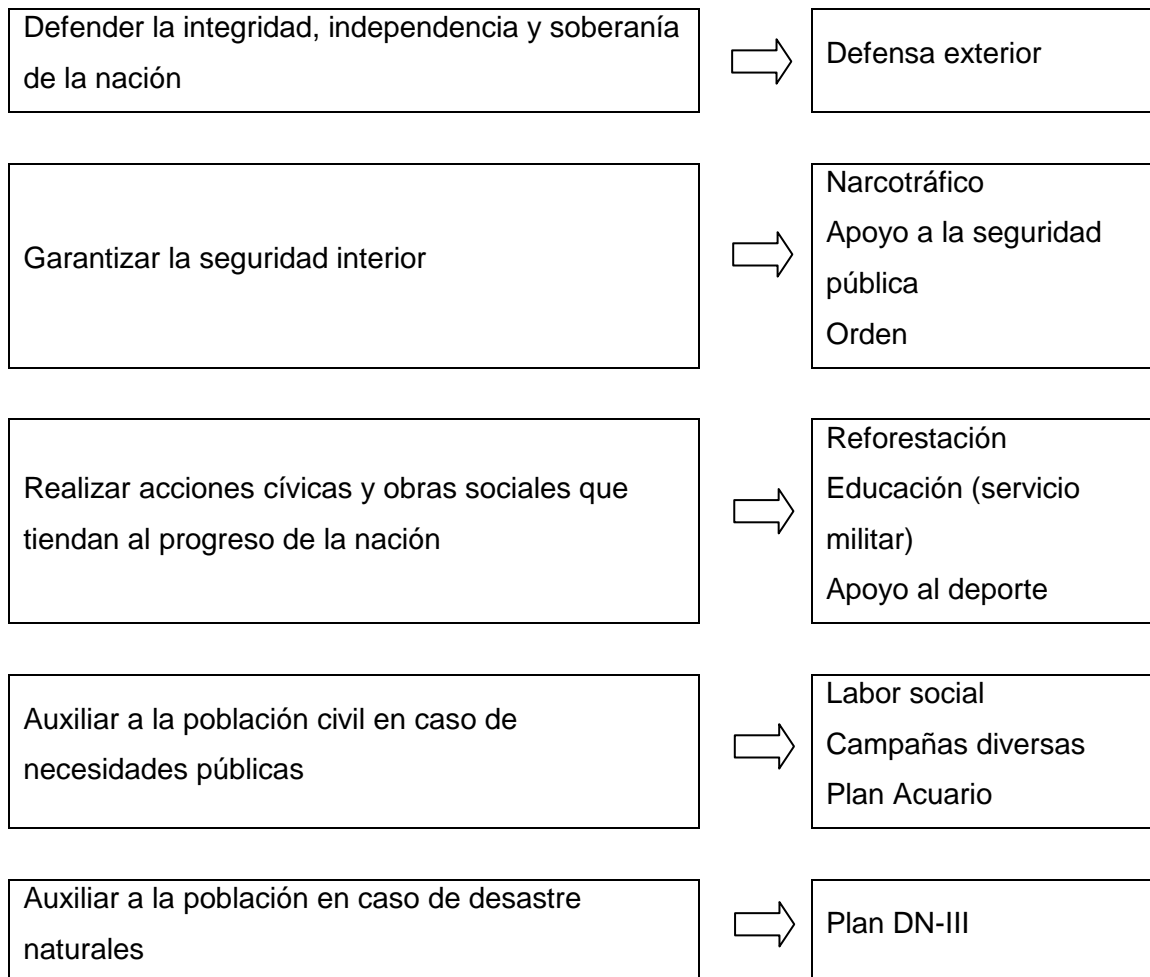 Defender la integridad, independencia y soberanía
de la nación
Defensa exterior
Garantizar la seguridad interior
Narcotráfico
Apoyo a la seguridad
pública
Orden
Realizar acciones cívicas y obras sociales que
tiendan al progreso de la nación
Reforestación
Educación (servicio
militar)
Apoyo al deporte
Auxiliar a la población civil en caso de
necesidades públicas
Labor social
Campañas diversas
Plan Acuario
Auxiliar a la población en caso de desastre
naturales
Plan DN-III